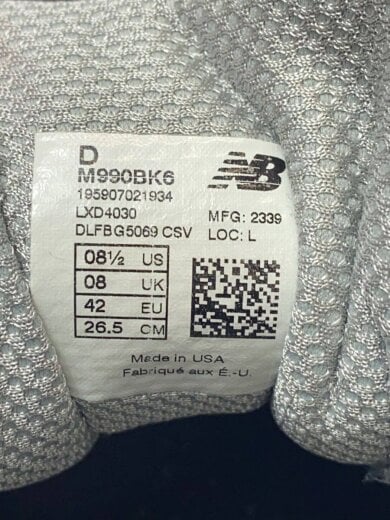 D
M990BK6
NB
195907021934
LXD4030
MFG: 2339
DLFBG5069 CSV
LOC: L
08½ US
08 UK
42 EU
26.5 CM
Made in USA
Fabriqué aux É.-U.